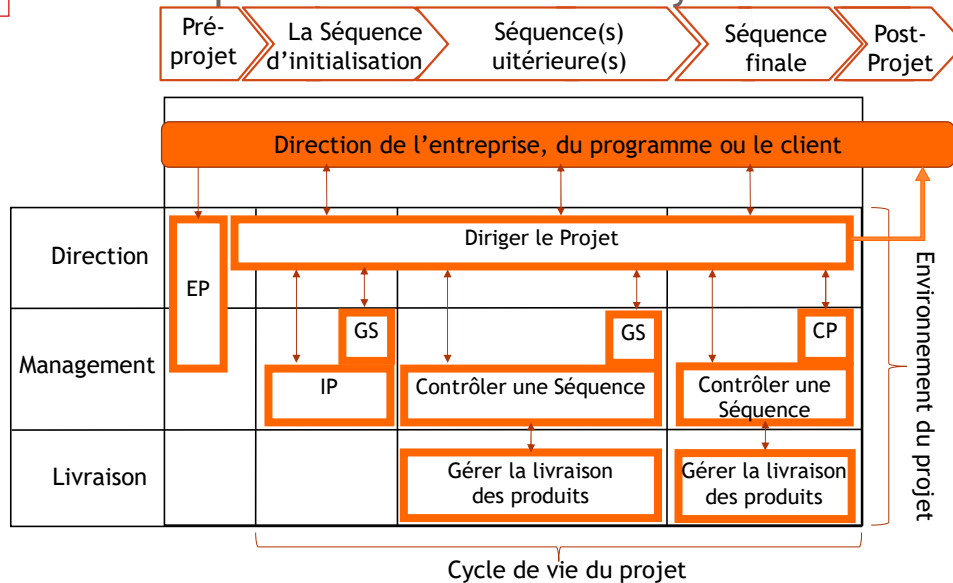 Pré-
projet
La Séquence
d'initialisation
Séquence(s)
uitérieure(s)
Séquence
finale
Post-
Projet
Direction de l'entreprise, du programme ou le client
Direction
EP
Diriger le Projet
Management
GS
IP
GS
Contrôler une Séquence
CP
Contrôler une
Séquence
Livraison
Gérer la livraison
des produits
Gérer la livraison
des produits
Environnement du projet
Cycle de vie du projet